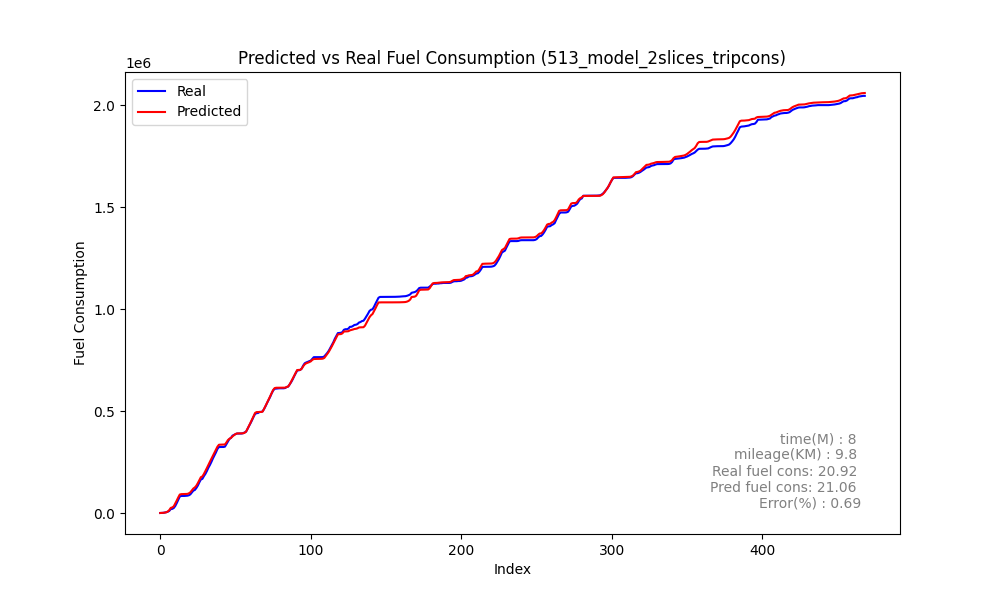 Predicted vs Real Fuel Consumption (513_model_2slices_tripcons)
1e6
Real
Predicted
2.0
1.5
1.0
0.5
0.0
Fuel Consumption
time(M) : 8
mileage(KM) : 9.8
Real fuel cons: 20.92
Pred fuel cons: 21.06
Error(%) : 0.69
0 100 200 300 400
Index